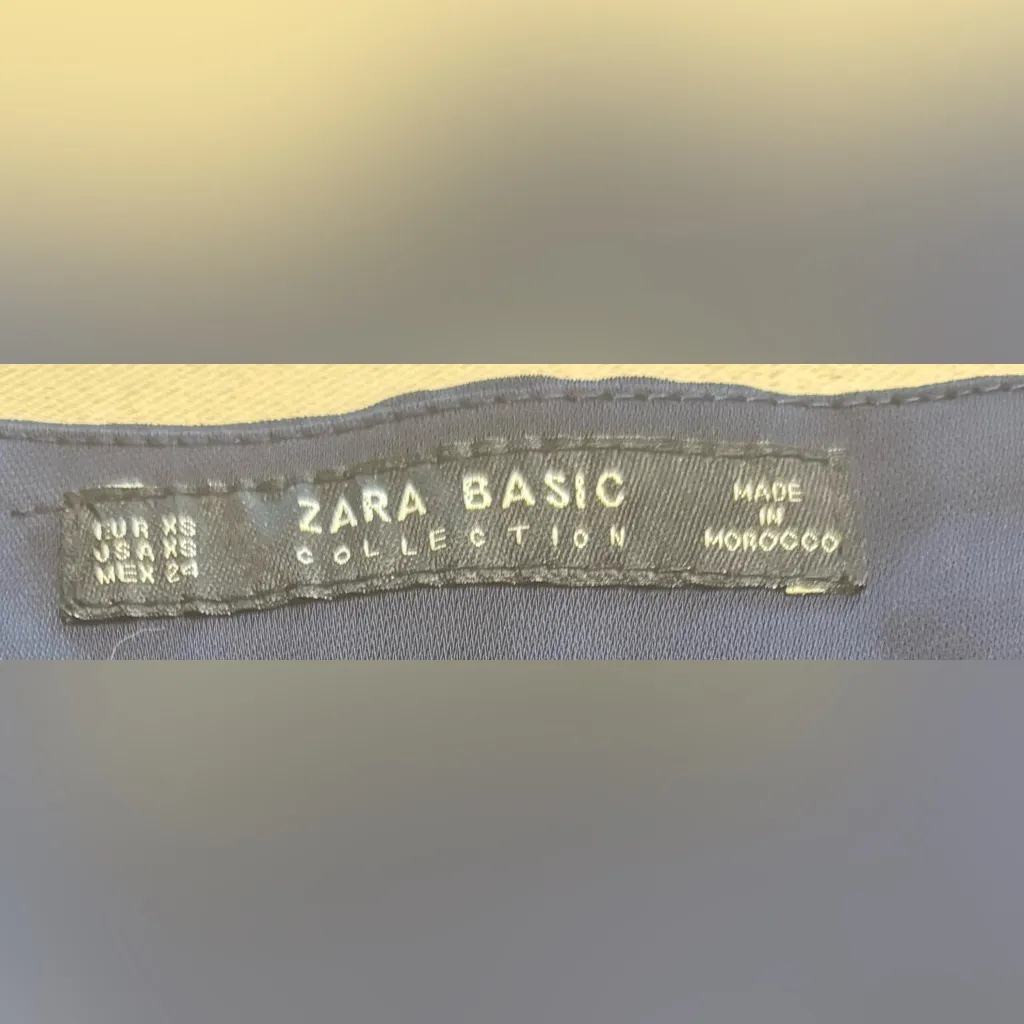 EUR XS
USA XS
MEX 24
ZARA BASIC
COLLECTION
MADE
IN
MOROCCO